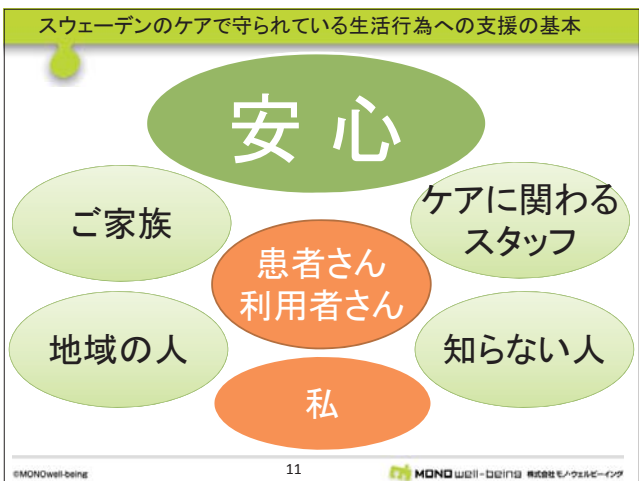 スウェーデンのケアで守られている生活行為への支援の基本
安 心
ご家族
ケアに関わる
スタッフ
患者さん
利用者さん
地域の人
知らない人
私
©MONOwell-being
11
MONO well-being 株式会社モノ・ウェルビーイング